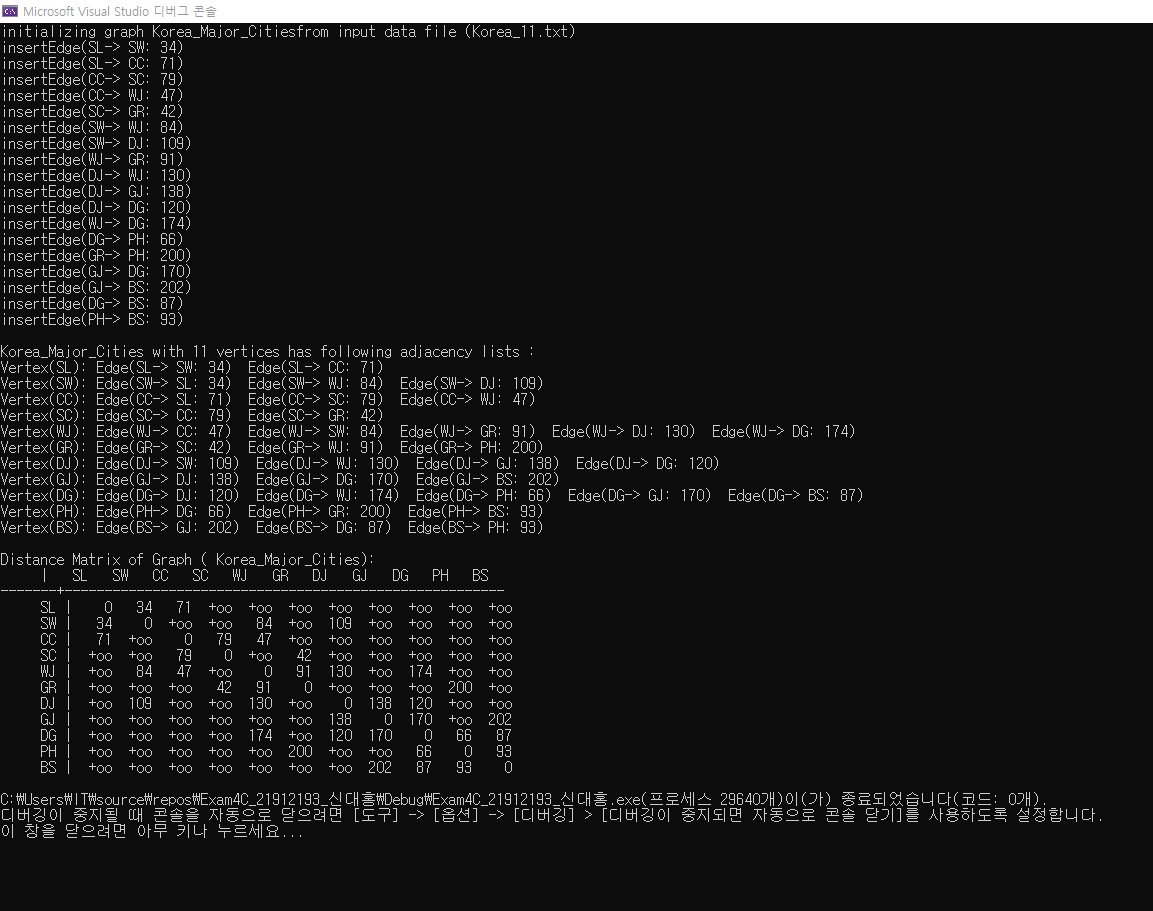 Microsoft Visual Studio 디버그 콘솔
initializing graph Korea_Major_Citiesfrom input data file (Korea_11.txt)
insertEdge(SL-> SW: 34)
insertEdge(SL-> CC: 71)
insertEdge(CC-> SC: 79)
insertEdge(CC-> WJ: 47)
insertEdge(SC-> GR: 42)
insertEdge(SW-> WJ: 84)
insertEdge(SW-> DJ: 109)
insertEdge(WJ-> GR: 91)
insertEdge(DJ-> WJ: 130)
insertEdge(DJ-> GJ: 138)
insertEdge(DJ-> DG: 120)
insertEdge(WJ-> DG: 174)
insertEdge(DG-> PH: 66)
insertEdge(GR-> PH: 200)
insertEdge(GJ-> DG: 170)
insertEdge(GJ-> BS: 202)
insertEdge(DG-> BS: 87)
insertEdge(PH-> BS: 93)
Korea_Major_Cities with 11 vertices has following adjacency lists :
Vertex(SL): Edge(SL-> SW: 34)  Edge(SL-> CC: 71)
Vertex(SW): Edge(SW-> SL: 34)  Edge(SW-> WJ: 84)  Edge(SW-> DJ: 109)
Vertex(CC): Edge(CC-> SL: 71)  Edge(CC-> SC: 79)  Edge(CC-> WJ: 47)
Vertex(SC): Edge(SC-> CC: 79)  Edge(SC-> GR: 42)
Vertex(WJ): Edge(WJ-> CC: 47)  Edge(WJ-> SW: 84)  Edge(WJ-> GR: 91)  Edge(WJ-> DJ: 130)  Edge(WJ-> DG: 174)
Vertex(GR): Edge(GR-> SC: 42)  Edge(GR-> WJ: 91)  Edge(GR-> PH: 200)
Vertex(DJ): Edge(DJ-> SW: 109)  Edge(DJ-> WJ: 130)  Edge(DJ-> GJ: 138)  Edge(DJ-> DG: 120)
Vertex(GJ): Edge(GJ-> DJ: 138)  Edge(GJ-> DG: 170)  Edge(GJ-> BS: 202)
Vertex(DG): Edge(DG-> DJ: 120)  Edge(DG-> WJ: 174)  Edge(DG-> PH: 66)  Edge(DG-> GJ: 170)  Edge(DG-> BS: 87)
Vertex(PH): Edge(PH-> DG: 66)  Edge(PH-> GR: 200)  Edge(PH-> BS: 93)
Vertex(BS): Edge(BS-> GJ: 202)  Edge(BS-> DG: 87)  Edge(BS-> PH: 93)
Distance Matrix of Graph ( Korea_Major_Cities):
     |   SL   SW   CC   SC   WJ   GR   DJ   GJ   DG   PH   BS
-------+-------------------------------------------------------
     SL |    0   34   71  +oo  +oo  +oo  +oo  +oo  +oo  +oo  +oo
     SW |   34    0  +oo  +oo   84  +oo  109  +oo  +oo  +oo  +oo
     CC |   71  +oo    0   79   47  +oo  +oo  +oo  +oo  +oo  +oo
     SC |  +oo  +oo   79    0  +oo   42  +oo  +oo  +oo  +oo  +oo
     WJ |  +oo   84   47  +oo    0   91  130  +oo  174  +oo  +oo
     GR |  +oo  +oo  +oo   42   91    0  +oo  +oo  +oo  200  +oo
     DJ |  +oo  109  +oo  +oo  130  +oo    0  138  120  +oo  +oo
     GJ |  +oo  +oo  +oo  +oo  +oo  +oo  138    0  170  +oo  202
     DG |  +oo  +oo  +oo  +oo  174  +oo  120  170    0   66   87
     PH |  +oo  +oo  +oo  +oo  +oo  200  +oo  +oo   66    0   93
     BS |  +oo  +oo  +oo  +oo  +oo  +oo  +oo  202   87   93    0
C:₩Users₩IT₩source₩repos₩Exam4C_21912193_신대홍₩Debug₩Exam4C_21912193_신대홍.exe(프로세스 29640개)이(가) 종료되었습니다(코드: 0개).
디버깅이 중지될 때 콘솔을 자동으로 닫으려면 [도구] -> [옵션] -> [디버깅] > [디버깅이 중지되면 자동으로 콘솔 닫기]를 사용하도록 설정합니다.
이 창을 닫으려면 아무 키나 누르세요...